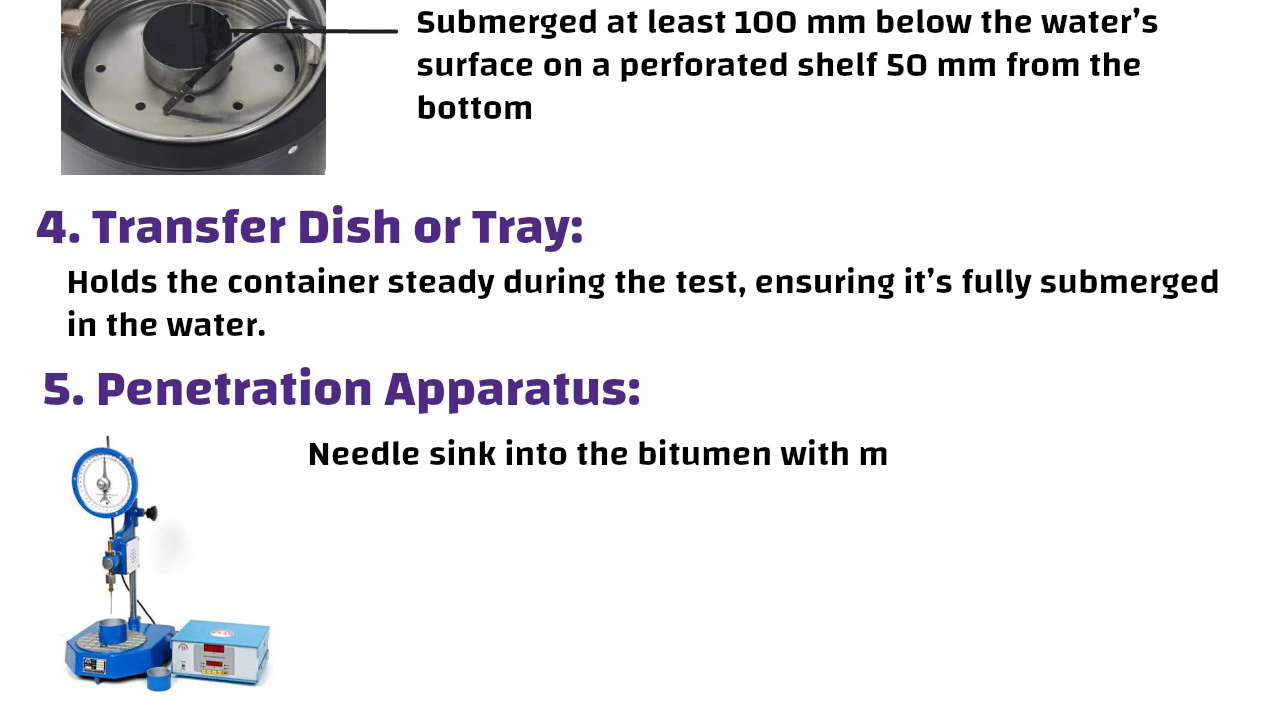 Submerged at least 100 mm below the water's
surface on a perforated shelf 50 mm from the
bottom
4. Transfer Dish or Tray:
Holds the container steady during the test, ensuring it's fully submerged
in the water.
5. Penetration Apparatus:
Needle sink into the bitumen with m